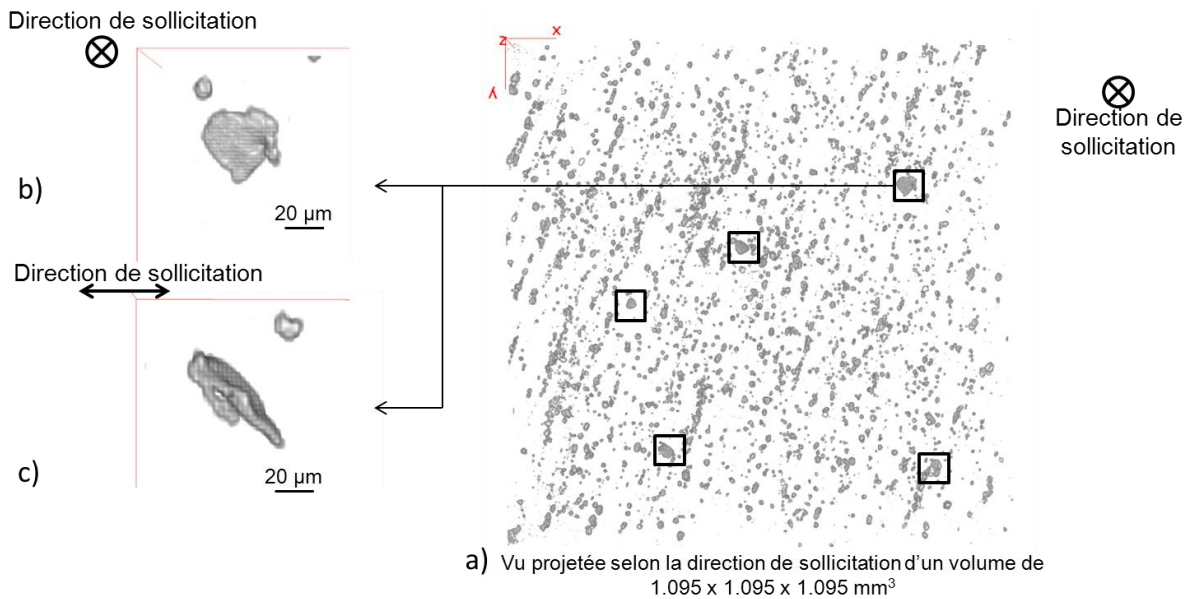 Direction de sollicitation
b)
20 µm
Direction de sollicitation
c)
20 µm
z
x
Y
Direction de
sollicitation
a) Vu projetée selon la direction de sollicitation d'un volume de
1.095 x 1.095 x 1.095 mm³